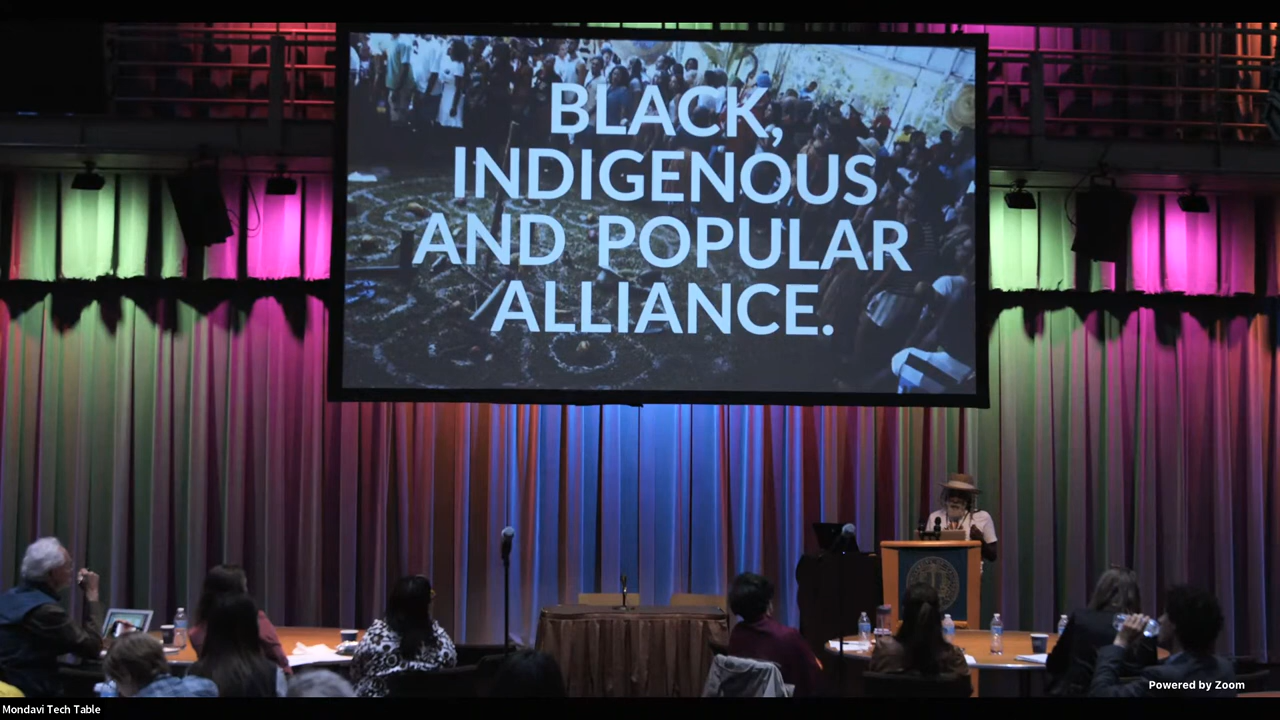 BLACK,
INDIGENOUS
AND POPULAR
ALLIANCE.
Powered by Zoom
Mondavi Tech Table